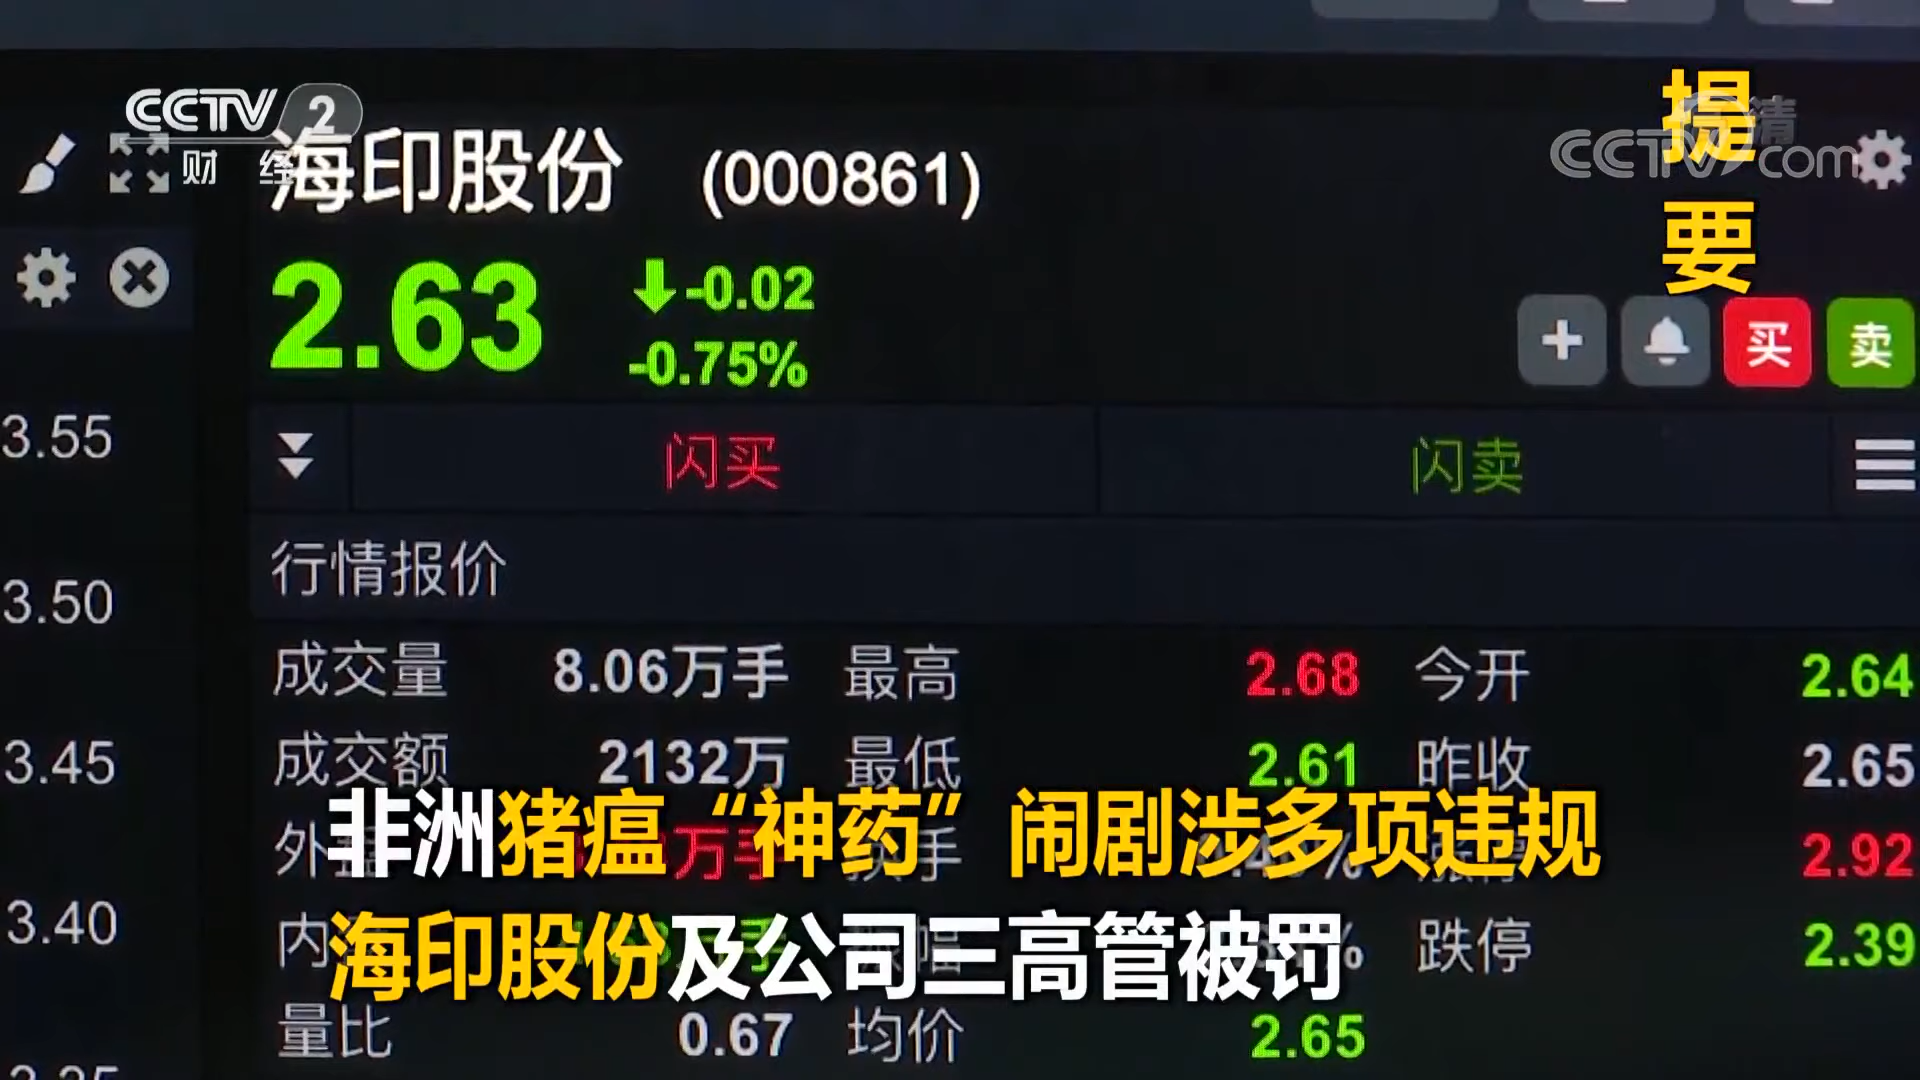 CCTV 2
财 经
提
要
CCTV.com
海印股份 (000861)
2.63
-0.02
-0.75%
买 卖
3.55
闪买 闪卖
行情报价
3.50
成交量 8.06万手 最高 2.68 今开 2.64
成交额 2132万 最低 2.61 昨收 2.65
3.45
非洲猪瘟“神药”闹剧涉多项违规
2.92
3.40
跌停 2.39
海印股份及公司三高管被罚
量比 0.67 均价 2.65